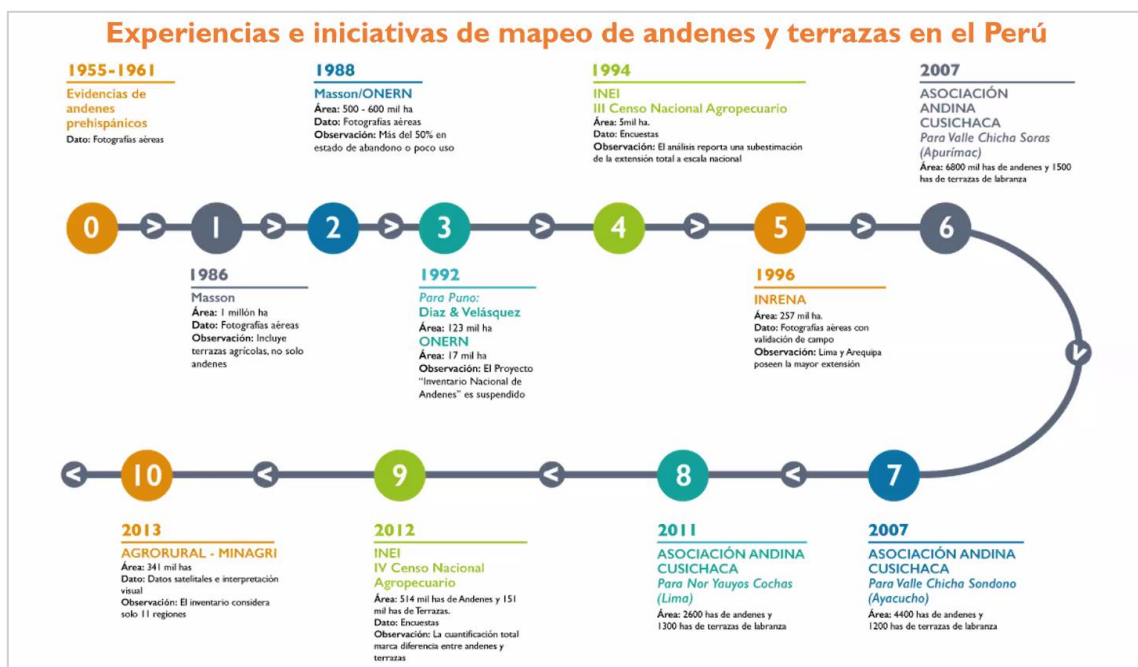 Experiencias e iniciativas de mapeo de andenes y terrazas en el Perú
1955-1961
Evidencias de
andenes
prehispánicos
Dato: Fotografías aéreas
1988
Masson/ONERN
Área: 500 - 600 mil ha
Dato: Fotografías aéreas
Observación: Más del 50% en
estado de abandono o poco uso
1994
INEI
III Censo Nacional Agropecuario
Área: 5mil ha.
Dato: Encuestas
Observación: El análisis reporta una subestimación
de la extensión total a escala nacional
2007
ASOCIACIÓN
ANDINA
CUSICHACA
Para Valle Chicha Soras
(Apurímac)
Área: 6800 mil has de andenes y 1500
has de terrazas de labranza
0
>
1
>
2
>
3
>
4
>
5
>
6
1986
Masson
Área: 1 millón ha
Dato: Fotografías aéreas
Observación: Incluye
terrazas agrícolas, no solo
andenes
1992
Para Puno:
Diaz & Velásquez
Área: 123 mil ha
ONERN
Área: 17 mil ha
Observación: El Proyecto
"Inventario Nacional de
Andenes" es suspendido
1996
INRENA
Área: 257 mil ha.
Dato: Fotografías aéreas con
validación de campo
Observación: Lima y Arequipa
poseen la mayor extensión
>
<
10
<
9
<
8
<
7
2013
AGRORURAL - MINAGRI
Área: 341 mil has
Dato: Datos satelitales e interpretación
visual
Observación: El inventario considera
solo 11 regiones
2012
INEI
IV Censo Nacional
Agropecuario
Área: 514 mil has de Andenes y 151
mil has de Terrazas.
Dato: Encuestas
Observación: La cuantificación total
marca diferencia entre andenes y
terrazas
2011
ASOCIACIÓN ANDINA
CUSICHACA
Para Nor Yauyos Cochas
(Lima)
Área: 2600 has de andenes y
1300 has de terrazas de labranza
2007
ASOCIACIÓN ANDINA
CUSICHACA
Para Valle Chicha Sondono
(Ayacucho)
Área: 4400 has de andenes y
1200 has de terrazas de labranza